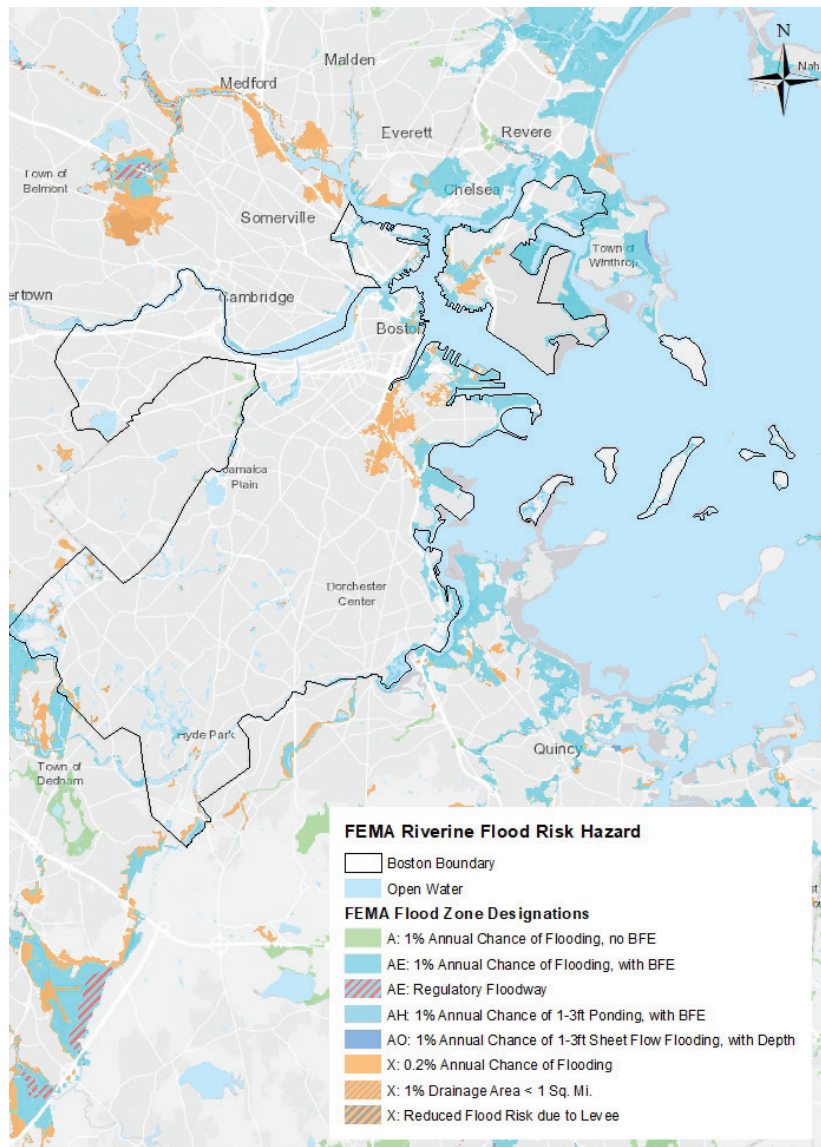 N
Nah
Malden
Medford
Everett
Revere
Town of
Belmont
Chelsea
Somerville
Town of
Winthrop
ertown
Cambridge
Boston
Jamaica
Plain
Dorchester
Center
Hyde Park
Quincy
Town of
Dedham
FEMA Riverine Flood Risk Hazard
Boston Boundary
Open Water
FEMA Flood Zone Designations
A: 1% Annual Chance of Flooding, no BFE
AE: 1% Annual Chance of Flooding, with BFE
AE: Regulatory Floodway
AH: 1% Annual Chance of 1-3ft Ponding, with BFE
AO: 1% Annual Chance of 1-3ft Sheet Flow Flooding, with Depth
X: 0.2% Annual Chance of Flooding
X: 1% Drainage Area < 1 Sq. Mi.
X: Reduced Flood Risk due to Levee